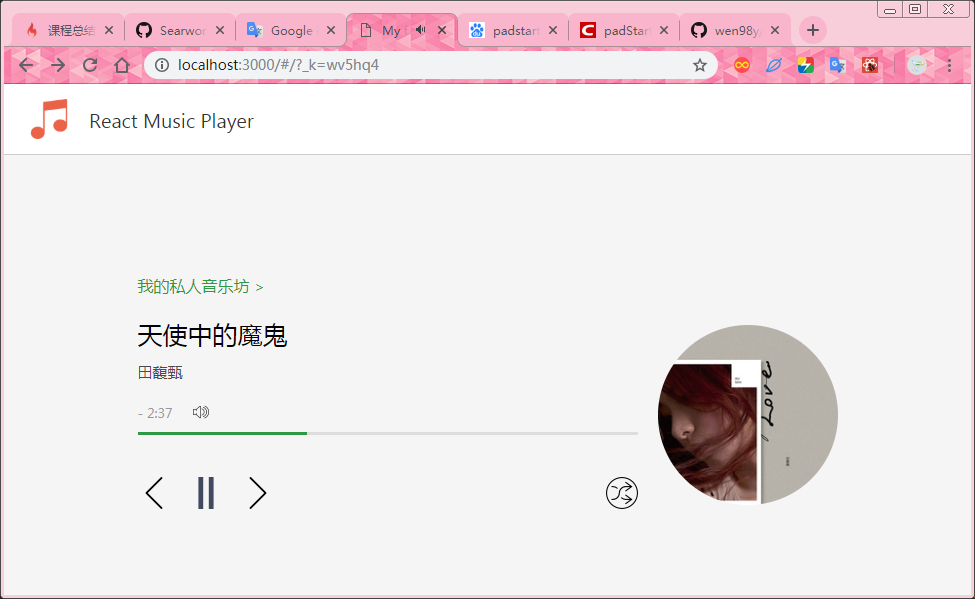 课程总结 Searwor Google My padstart padStart wen98y
localhost:3000/#/?_k=wv5hq4
React Music Player
我的私人音乐坊 >
天使中的魔鬼
田馥甄
- 2:37
Love